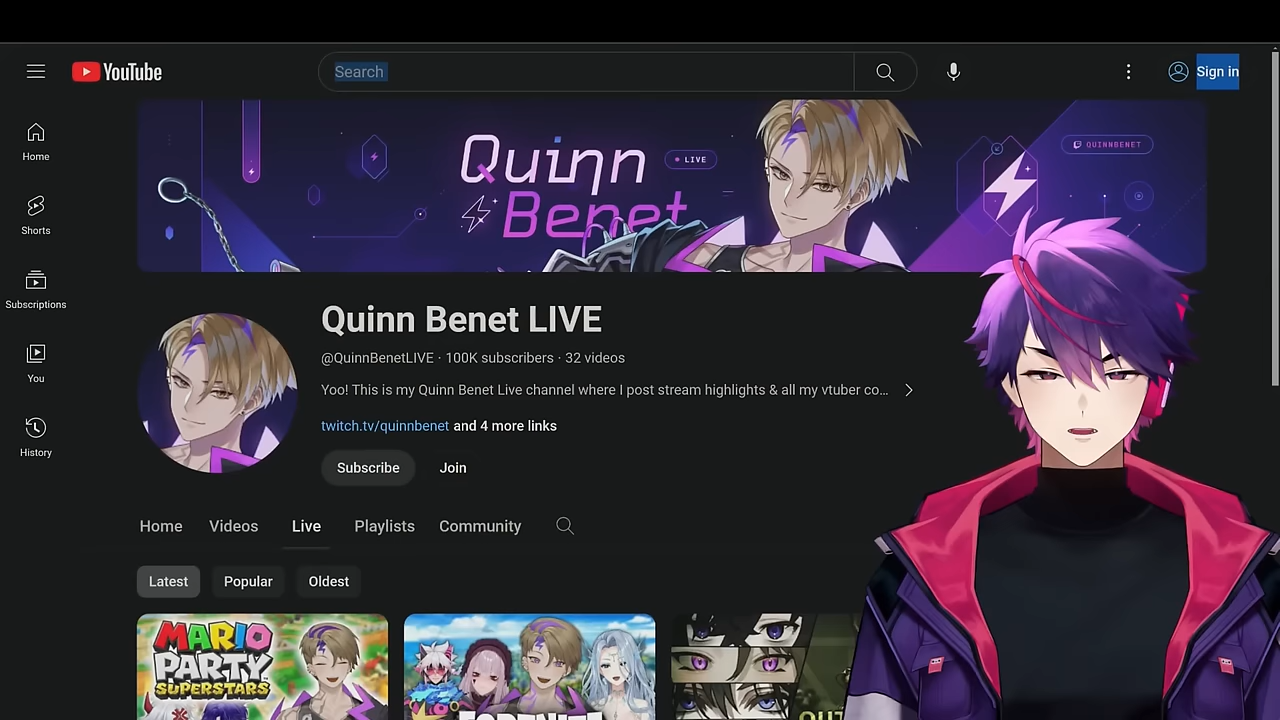 YouTube
Search
Sign in
Home
Shorts
Subscriptions
You
History
Quinn
LIVE
Benet
QUINNBENET
Quinn Benet LIVE
@QuinnBenetLIVE · 100K subscribers · 32 videos
Yoo! This is my Quinn Benet Live channel where I post stream highlights & all my vtuber co...
twitch.tv/quinnbenet and 4 more links
Subscribe
Join
Home
Videos
Live
Playlists
Community
Latest
Popular
Oldest
MARIO
PARTY
SUPERSTARS
FORTNITE